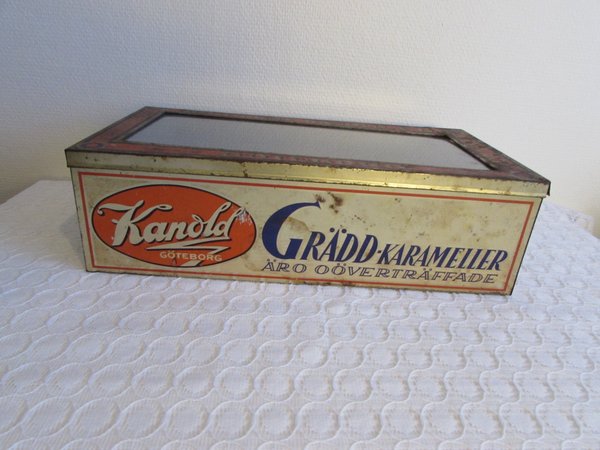 Kanold
GÖTEBORG
GRÄDD-KARAMELLER
ÄRO OÖVERTRÄFFADE